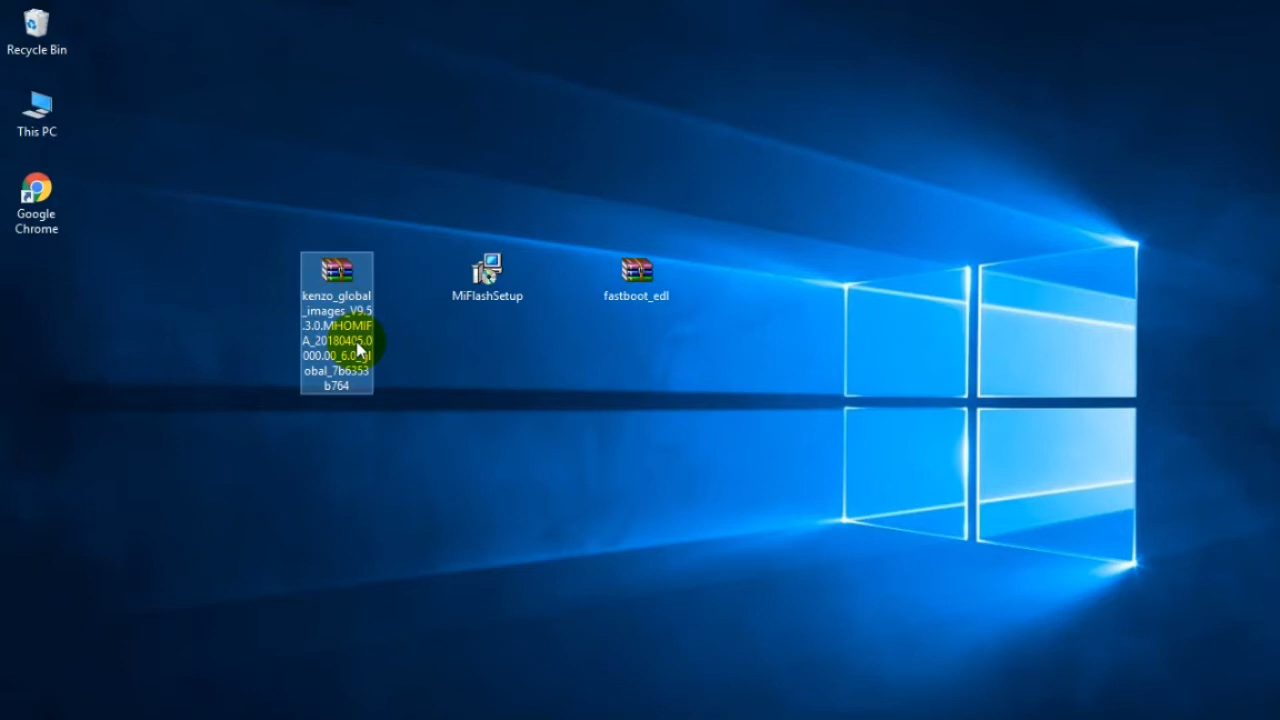 Recycle Bin
This PC
Google
Chrome
kenzo_global
_images_V9.5
.3.0.MHOMIF
A_20180405.0
000.00_6.0_gl
obal_7b6353
b764
MiFlashSetup
fastboot_edl